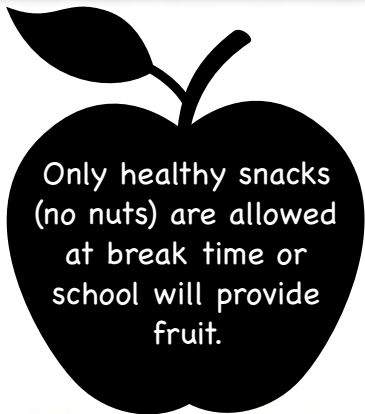 Only healthy snacks
(no nuts) are allowed
at break time or
school will provide
fruit.